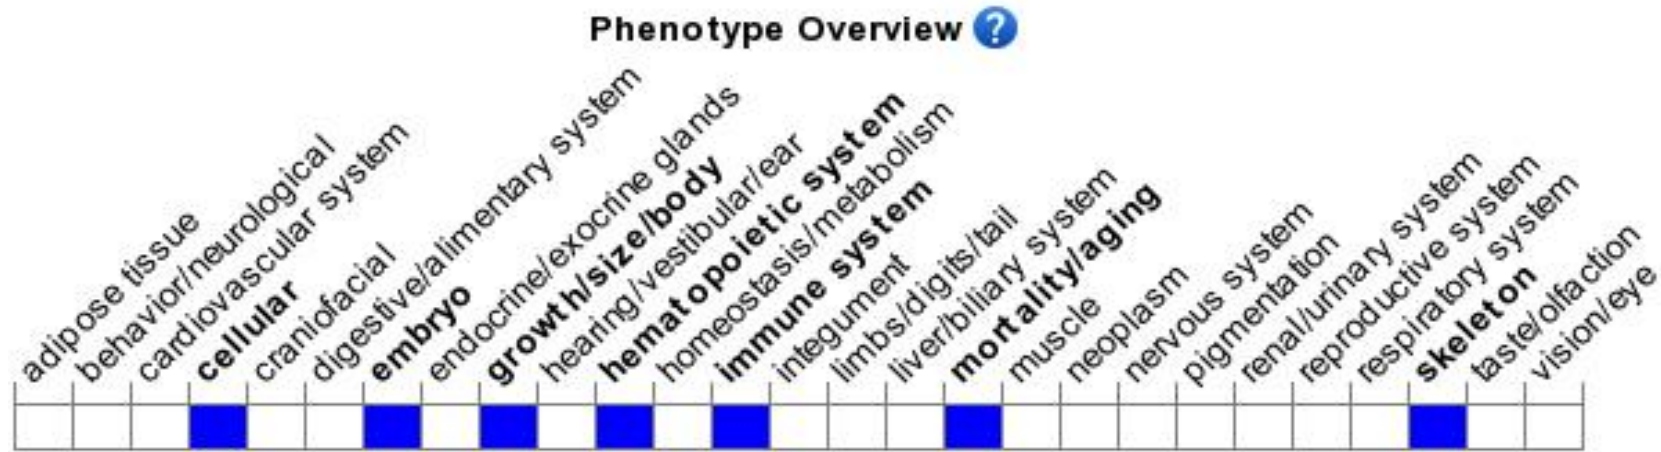 Phenotype Overview ?
adipose tissue
behavior/neurological
cardiovascular system
cellular
craniofacial
digestive/alimentary system
embryo
endocrine/exocrine glands
growth/size/body
hearing/vestibular/ear
hematopoietic system
homeostasis/metabolism
immune system
integument
limbs/digits/tail
liver/biliary system
mortality/aging
muscle
neoplasm
nervous system
pigmentation
renal/urinary system
reproductive system
respiratory system
skeleton
taste/olfaction
vision/eye